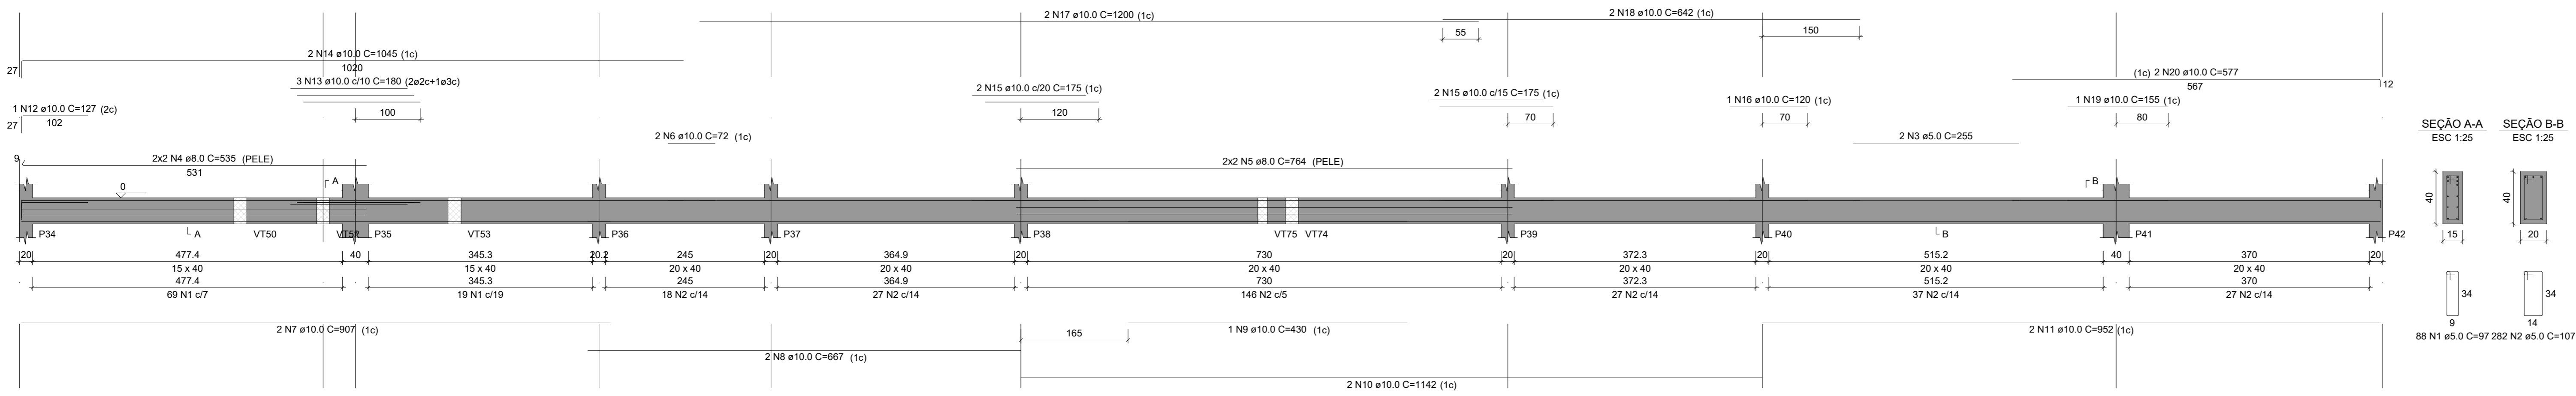 2 N17 ø10.0 C=1200 (1c)
2 N18 ø10.0 C=642 (1c)
55
150
2 N14 ø10.0 C=1045 (1c)
27
1020
(1c) 2 N20 ø10.0 C=577
567
12
3 N13 ø10.0 c/10 C=180 (2ø2c+1ø3c)
100
2 N15 ø10.0 c/20 C=175 (1c)
120
2 N15 ø10.0 c/15 C=175 (1c)
70
1 N16 ø10.0 C=120 (1c)
70
1 N19 ø10.0 C=155 (1c)
80
1 N12 ø10.0 C=127 (2c)
27
102
2 N6 ø10.0 C=72 (1c)
2 N3 ø5.0 C=255
SEÇÃO A-A
ESC 1:25
SEÇÃO B-B
ESC 1:25
9
2x2 N4 ø8.0 C=535 (PELE)
531
2x2 N5 ø8.0 C=764 (PELE)
A
B
0
40
40
P34
A
VT50
VT52
P35
VT53
P36
P37
P38
VT75
VT74
P39
P40
B
P41
P42
15
20
20
477.4
40
345.3
20.2
245
20
364.9
20
730
20
372.3
20
515.2
40
370
20
15 x 40
15 x 40
20 x 40
20 x 40
20 x 40
20 x 40
20 x 40
20 x 40
477.4
345.3
245
364.9
730
372.3
515.2
370
69 N1 c/7
19 N1 c/19
18 N2 c/14
27 N2 c/14
146 N2 c/5
27 N2 c/14
37 N2 c/14
27 N2 c/14
34
34
9
14
88 N1 ø5.0 C=97
282 N2 ø5.0 C=107
2 N7 ø10.0 C=907 (1c)
165
1 N9 ø10.0 C=430 (1c)
2 N11 ø10.0 C=952 (1c)
2 N8 ø10.0 C=667 (1c)
2 N10 ø10.0 C=1142 (1c)